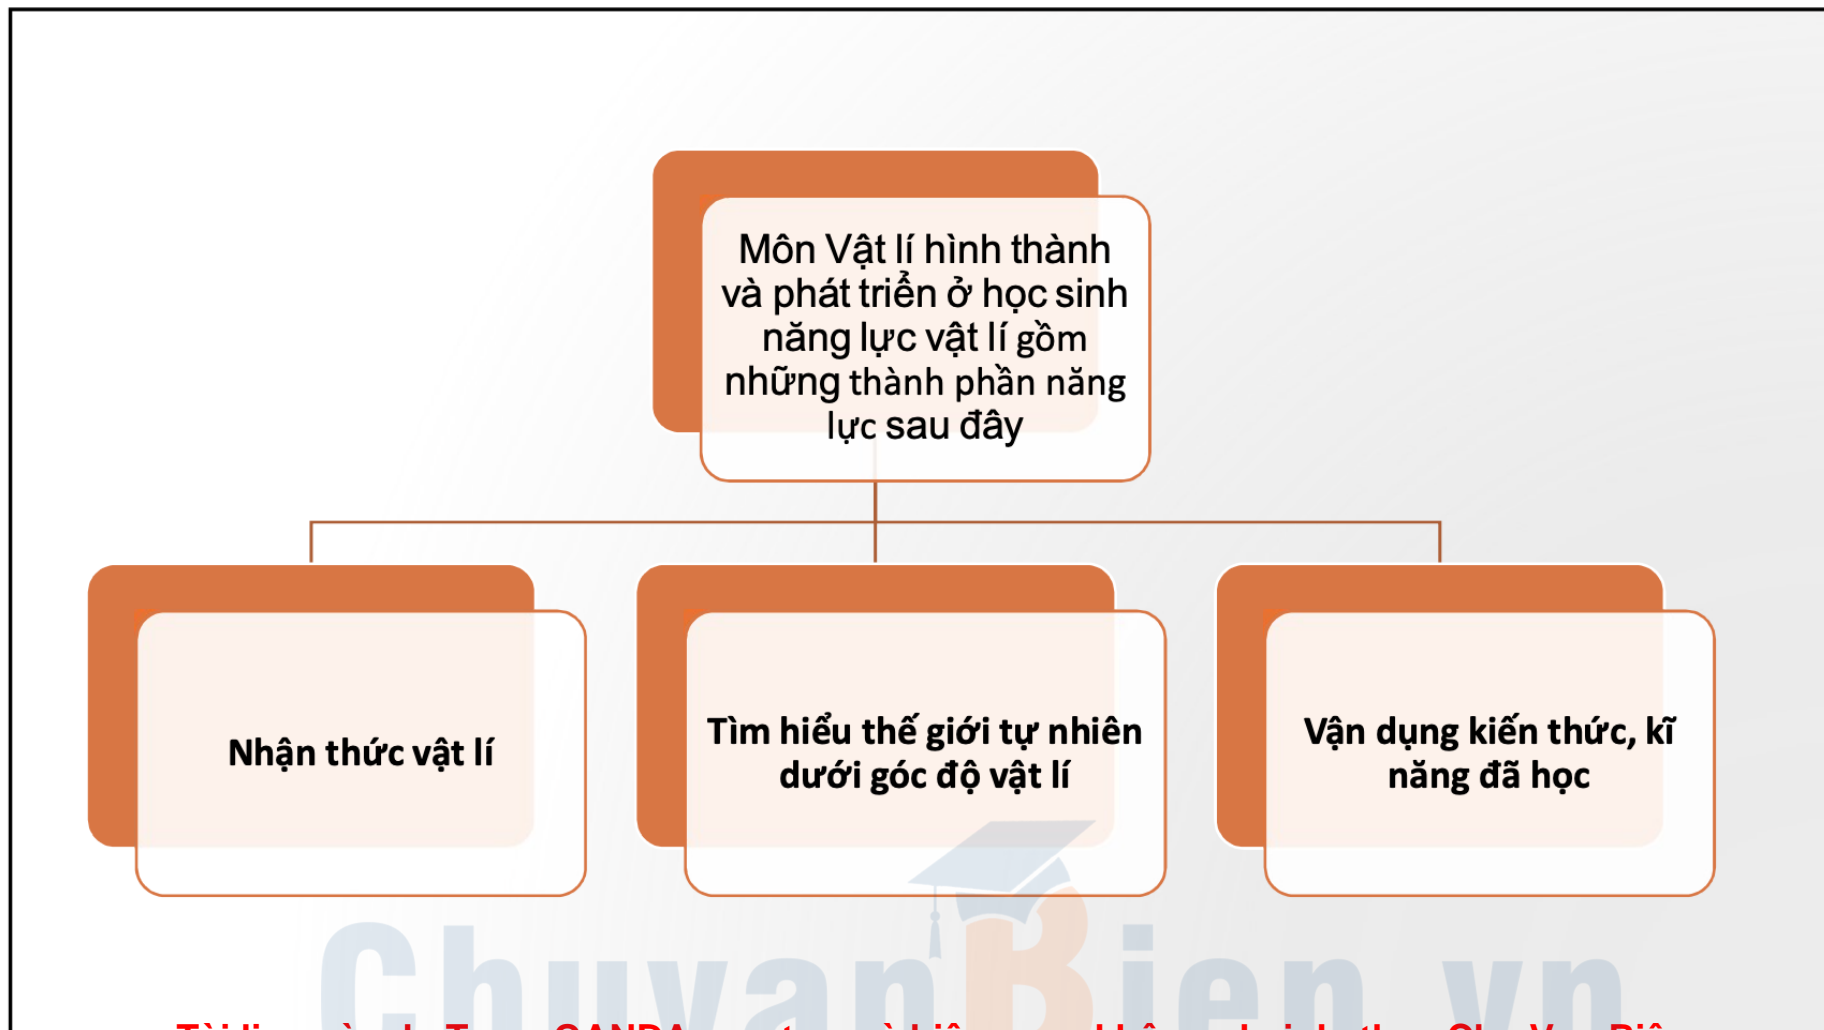 Môn Vật lí hình thành
và phát triển ở học sinh
năng lực vật lí gồm
những thành phần năng
lực sau đây
Nhận thức vật lí
Tìm hiểu thế giới tự nhiên
dưới góc độ vật lí
Vận dụng kiến thức, kĩ
năng đã học
ChuvanBien.vn